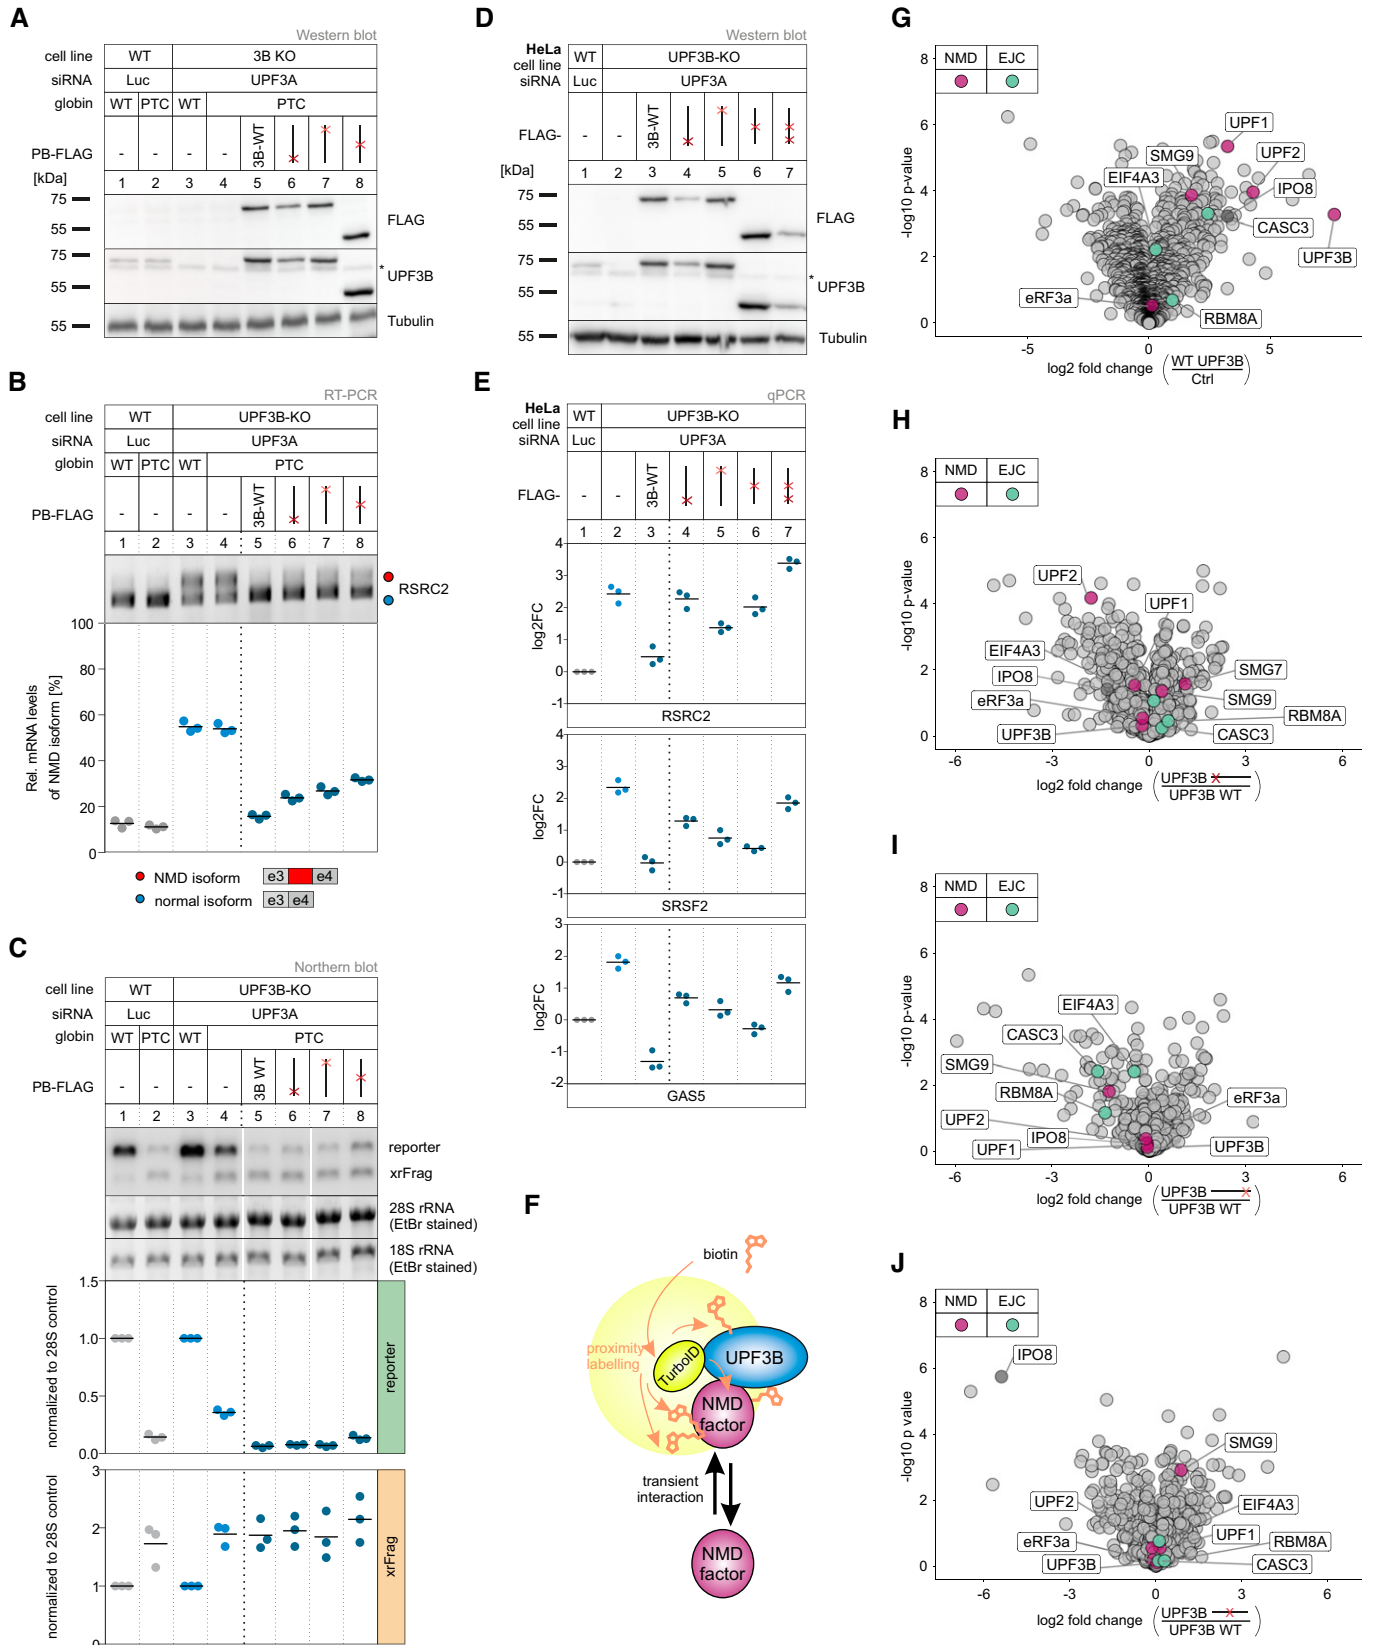 A
Western blot
cell line WT 3B KO
siRNA Luc UPF3A
globin WT PTC WT PTC
PB-FLAG - - - - 3B-WT
[kDa] 1 2 3 4 5 6 7 8
75
55
FLAG
75
55
* UPF3B
55
Tubulin
B
RT-PCR
cell line WT UPF3B-KO
siRNA Luc UPF3A
globin WT PTC WT PTC
PB-FLAG - - - - 3B-WT
1 2 3 4 5 6 7 8
RSRC2
Rel. mRNA levels
of NMD isoform [%]
100
80
60
40
20
0
NMD isoform e3 e4
normal isoform e3 e4
C
Northern blot
cell line WT UPF3B-KO
siRNA Luc UPF3A
globin WT PTC WT PTC
PB-FLAG - - - - 3B WT
1 2 3 4 5 6 7 8
reporter
xrFrag
28S rRNA
(EtBr stained)
18S rRNA
(EtBr stained)
normalized to 28S control
1.5
1.0
0.5
0.0
reporter
normalized to 28S control
3
2
1
0
xrFrag
D
Western blot
HeLa
cell line WT UPF3B-KO
siRNA Luc UPF3A
FLAG- - - 3B-WT
[kDa] 1 2 3 4 5 6 7
75
55
FLAG
75
55
* UPF3B
55
Tubulin
E
qPCR
HeLa
cell line WT UPF3B-KO
siRNA Luc UPF3A
FLAG- - - 3B-WT
1 2 3 4 5 6 7
log2FC
4
3
2
1
0
-1
RSRC2
log2FC
4
3
2
1
0
-1
SRSF2
log2FC
3
2
1
0
-1
-2
GAS5
F
biotin
proximity
labelling
TurboID
UPF3B
NMD
factor
transient
interaction
NMD
factor
G
NMD EJC
-log10 p-value
8
6
4
2
0
UPF1
SMG9
UPF2
EIF4A3
IPO8
CASC3
UPF3B
eRF3a
RBM8A
-5 0 5
log2 fold change (WT UPF3B
Ctrl)
H
NMD EJC
-log10 p-value
8
6
4
2
0
UPF2
UPF1
EIF4A3
IPO8
SMG7
eRF3a
SMG9
RBM8A
UPF3B
CASC3
-6 -3 0 3 6
log2 fold change (UPF3B
UPF3B WT)
I
NMD EJC
-log10 p-value
8
6
4
2
0
EIF4A3
CASC3
SMG9
RBM8A
eRF3a
UPF2
UPF1
IPO8
UPF3B
-6 -3 0 3 6
log2 fold change (UPF3B
UPF3B WT)
J
NMD EJC
-log10 p value
8
6
4
2
0
IPO8
SMG9
UPF2
EIF4A3
eRF3a
UPF1
RBM8A
UPF3B
CASC3
-6 -3 0 3 6
log2 fold change (UPF3B
UPF3B WT)